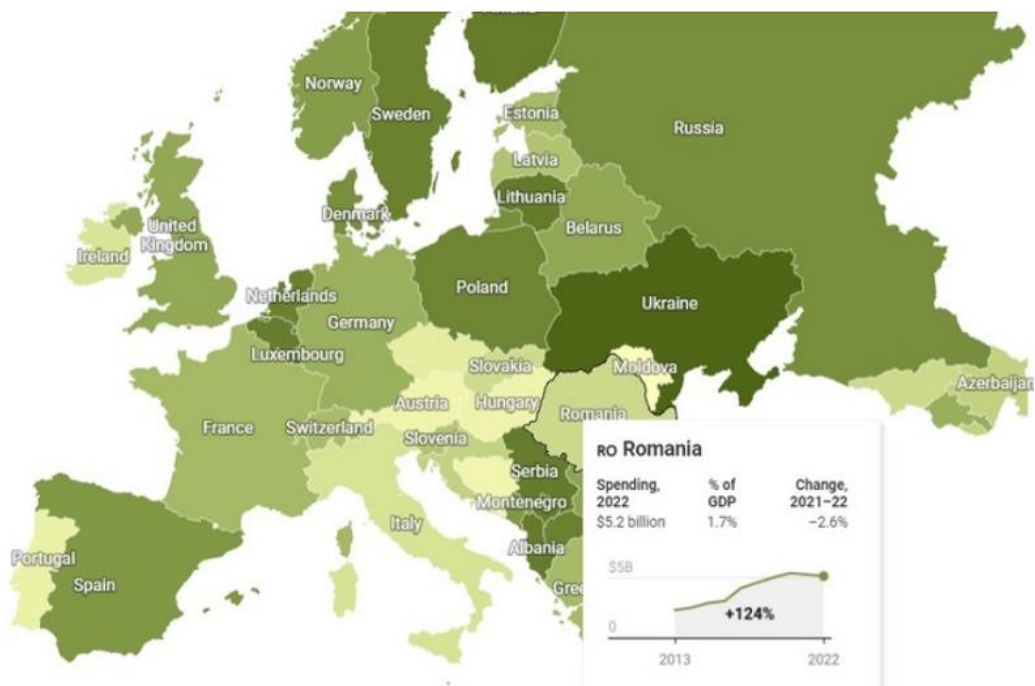 Norway
Sweden
Estonia
Russia
Latvia
Lithuania
Denmark
Belarus
United
Kingdom
Ireland
Netherlands
Poland
Ukraine
Germany
Luxembourg
Slovakia
Moldova
Azerbaijan
Austria
Hungary
Romania
France
Switzerland
Slovenia
Serbia
Montenegro
Italy
Albania
Portugal
Spain
Gree
RO Romania
Spending, 2022 % of GDP Change, 2021–22
$5.2 billion 1.7% –2.6%
$5B
+124%
0
2013 2022